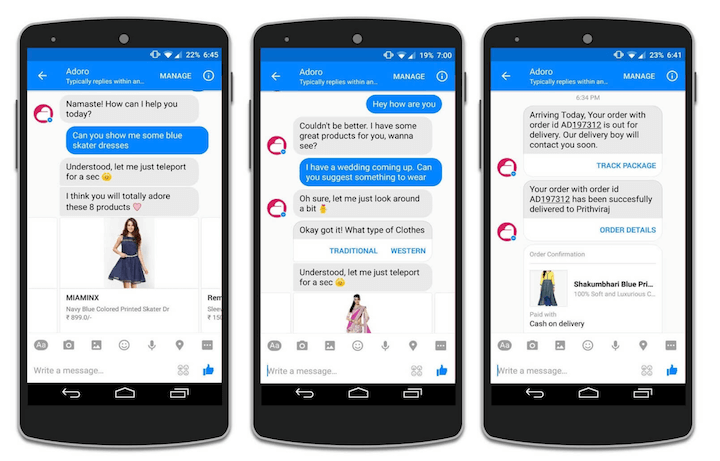 22% 6:45
Adoro
Typically replies within an...
MANAGE
Namaste! How can I help you
today?
Can you show me some blue
skater dresses
Understood, let me just teleport
for a sec
I think you will totally adore
these 8 products
MIAMINX
Navy Blue Colored Printed Skater Dr
₹ 899.0/-
Rem
Sleev
₹ 150
Aa
Write a message...
19% 7:00
Adoro
Typically replies within an...
MANAGE
Hey how are you
Couldn't be better. I have some
great products for you, wanna
see?
I have a wedding coming up. Can
you suggest something to wear
Oh sure, let me just look around
a bit
Okay got it! What type of Clothes
TRADITIONAL WESTERN
Understood, let me just teleport
for a sec
Aa
Write a message...
23% 6:41
Adoro
Typically replies within an...
MANAGE
6:34 PM
Arriving Today, Your order with
order id AD197312 is out for
delivery. Our delivery boy will
contact you soon.
TRACK PACKAGE
Your order with order id
AD197312 has been succesfully
delivered to Prithviraj
ORDER DETAILS
Order Confirmation
Shakumbhari Blue Pri...
100% Soft and Luxurious C...
Paid with
Cash on delivery
Aa
Write a message...